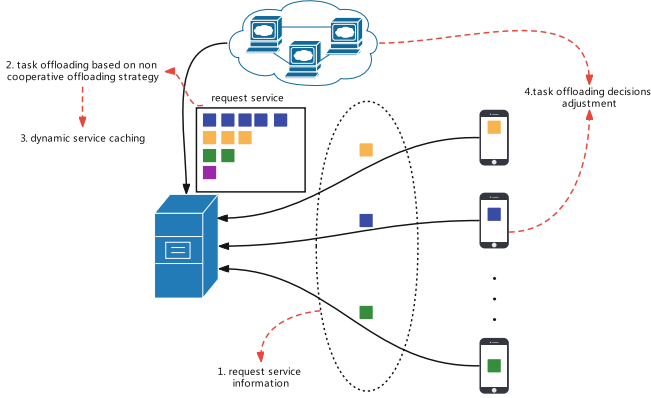 2. task offloading based on non
cooperative offloading strategy
request service
4.task offloading decisions
adjustment
3. dynamic service caching
1. request service
information